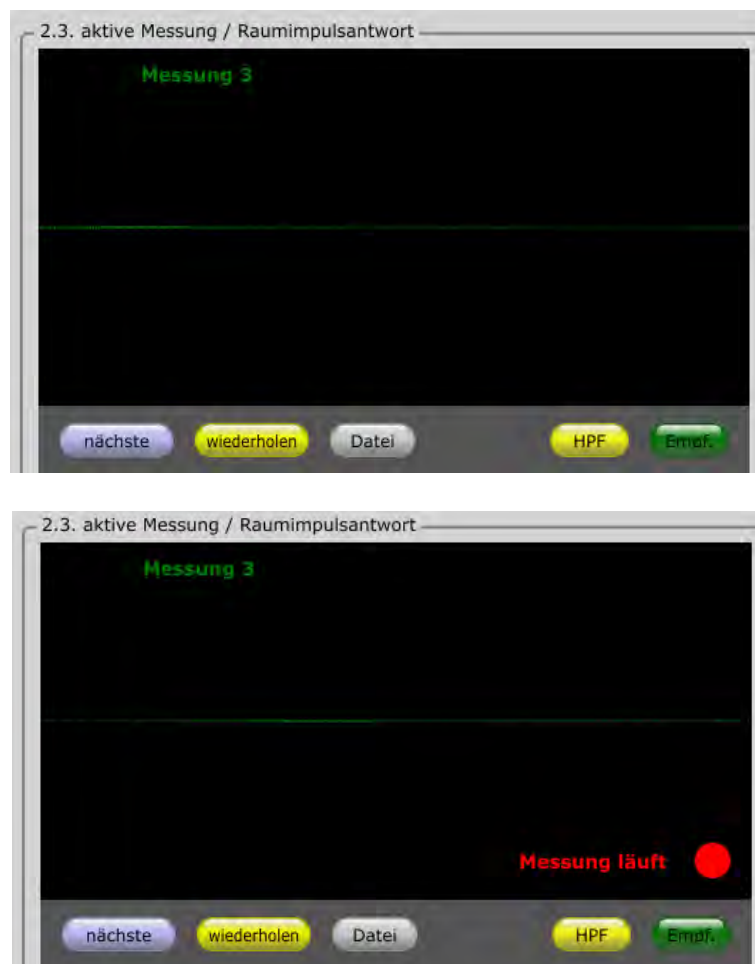 2.3. aktive Messung / Raumimpulsantwort
Messung 3
nächste wiederholen Datei HPF Empf.
2.3. aktive Messung / Raumimpulsantwort
Messung 3
Messung läuft
nächste wiederholen Datei HPF Empf.